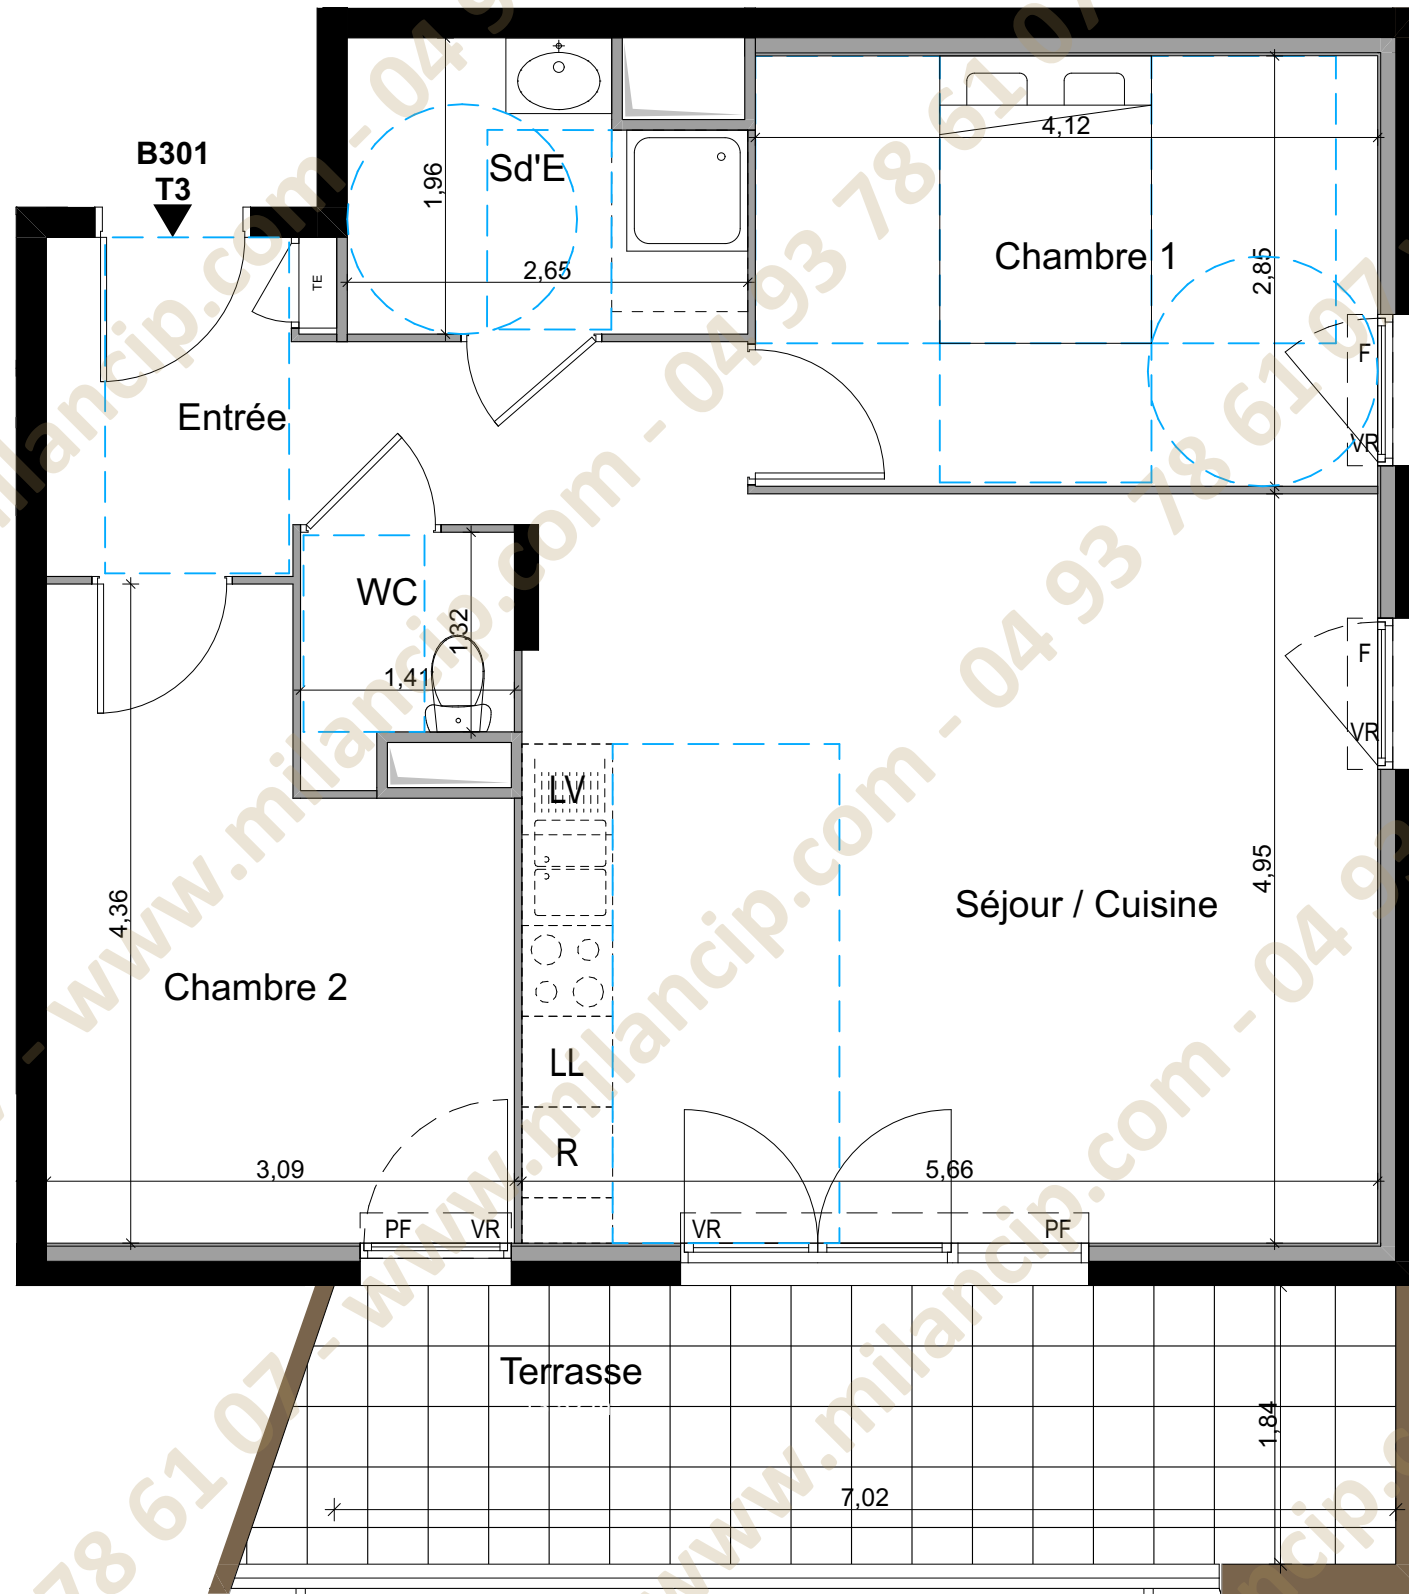 B301
T3
TE
Sd'E
1,96
2,65
4,12
Chambre 1
2,85
F
VR
Entrée
WC
1,32
1,41
F
VR
LV
4,36
Chambre 2
4,95
Séjour / Cuisine
LL
R
3,09
5,66
PF VR
VR PF
Terrasse
1,84
7,02
www.milancip.com - 04 93 78 61 07